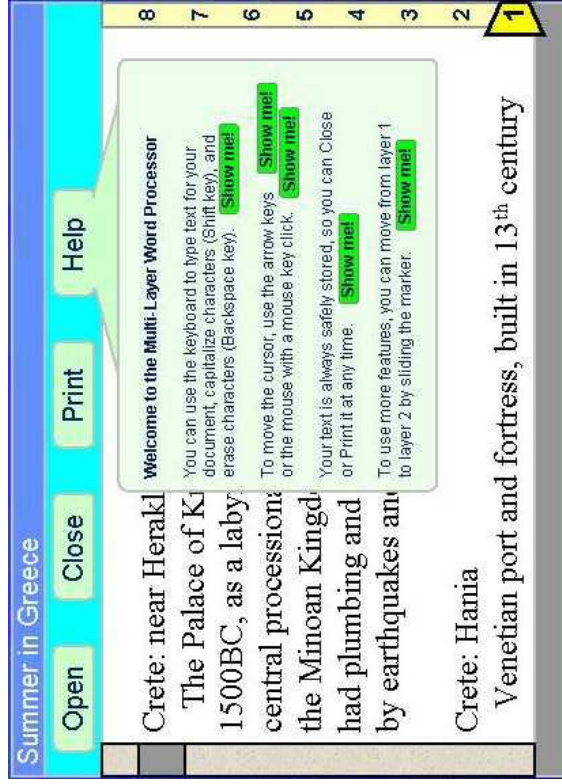 Summer in Greece
Open Close Print Help
Crete: near Herakl
The Palace of Kn
1500BC, as a laby
central processiona
the Minoan Kingd
had plumbing and
by earthquakes and
Crete: Hania
Venetian port and fortress, built in 13th century
Welcome to the Multi-Layer Word Processor
You can use the keyboard to type text for your
document, capitalize characters (Shift key), and
erase characters (Backspace key). Show me!
To move the cursor, use the arrow keys Show me!
or the mouse with a mouse key click. Show me!
Your text is always safely stored, so you can Close
or Print it at any time. Show me!
To use more features, you can move from layer 1
to layer 2 by sliding the marker. Show me!
8
7
6
5
4
3
2
1